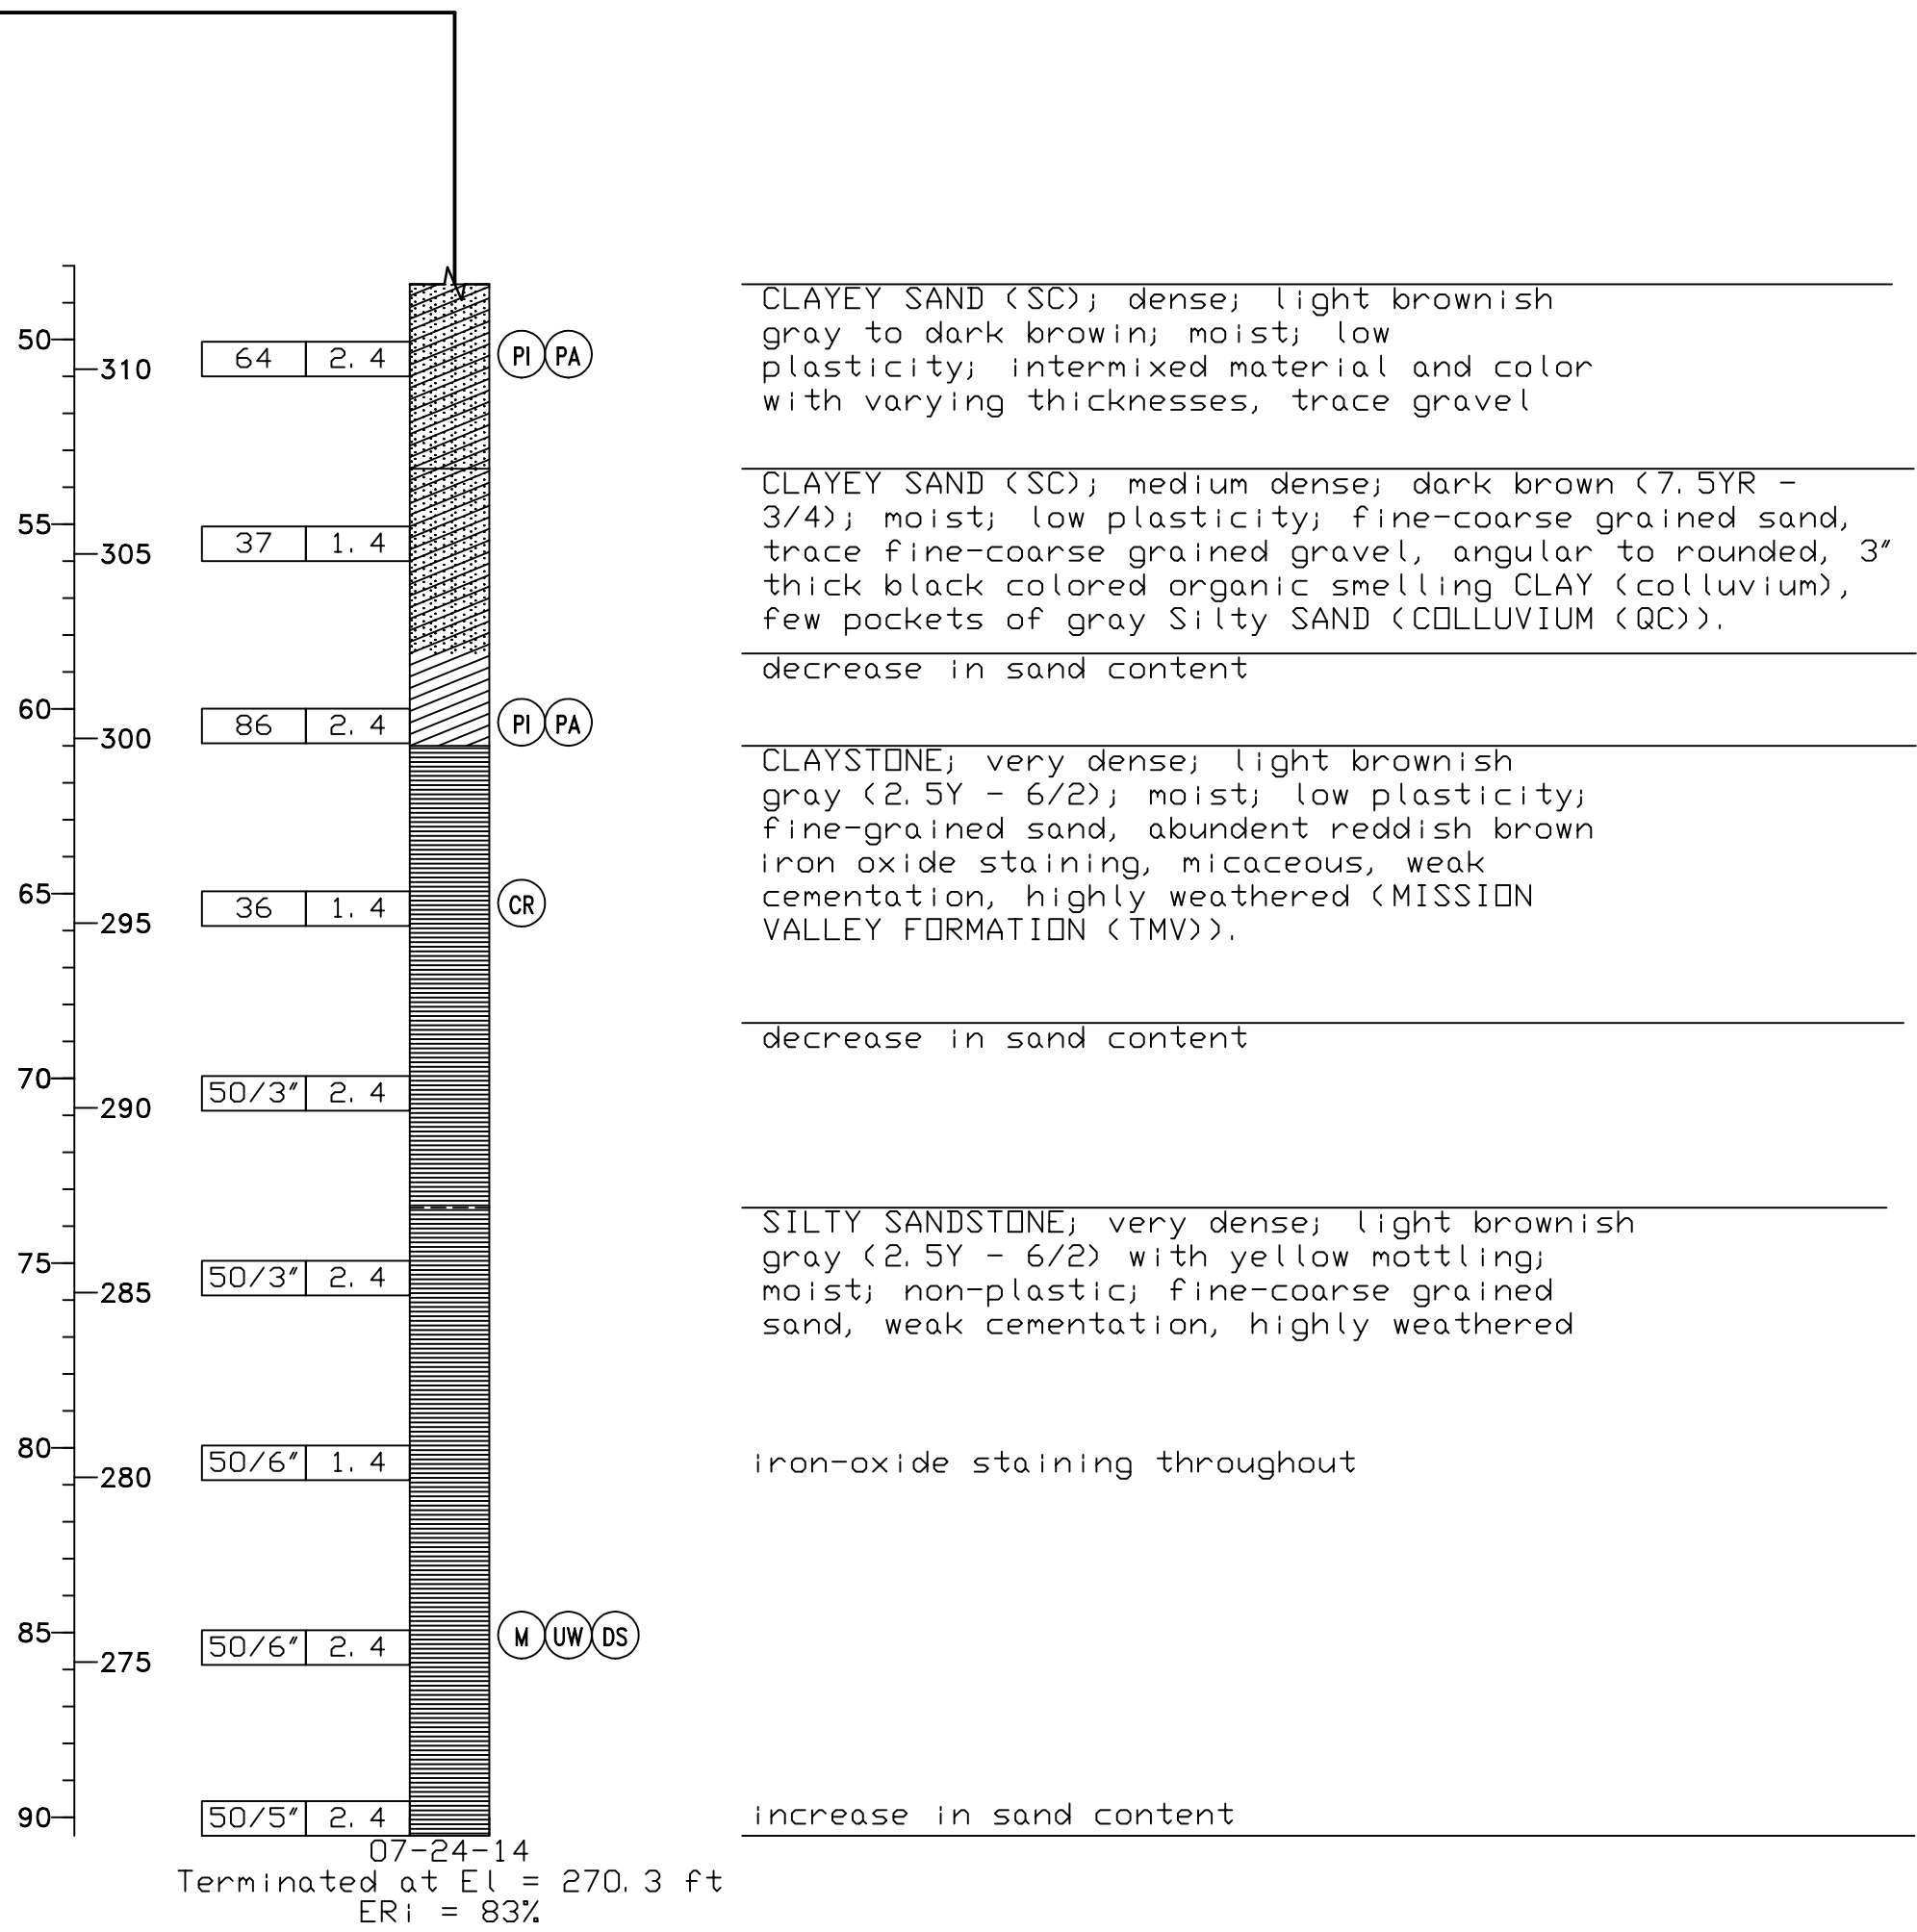 CLAYEY SAND (SC); dense; light brownish
gray to dark browin; moist; low
plasticity; intermixed material and color
with varying thicknesses, trace gravel
50
310
64 2.4 PI PA
CLAYEY SAND (SC); medium dense; dark brown (7.5YR -
3/4); moist; low plasticity; fine-coarse grained sand,
trace fine-coarse grained gravel, angular to rounded, 3"
thick black colored organic smelling CLAY (colluvium),
few pockets of gray Silty SAND (COLLUVIUM (QC)).
55
305
37 1.4
decrease in sand content
60
300
86 2.4 PI PA
CLAYSTONE; very dense; light brownish
gray (2.5Y - 6/2); moist; low plasticity;
fine-grained sand, abundent reddish brown
iron oxide staining, micaceous, weak
cementation, highly weathered (MISSION
VALLEY FORMATION (TMV)).
65
295
36 1.4 CR
decrease in sand content
70
290
50/3" 2.4
SILTY SANDSTONE; very dense; light brownish
gray (2.5Y - 6/2) with yellow mottling;
moist; non-plastic; fine-coarse grained
sand, weak cementation, highly weathered
75
285
50/3" 2.4
80
280
50/6" 1.4
iron-oxide staining throughout
85
275
50/6" 2.4 M UW DS
90
50/5" 2.4
increase in sand content
07-24-14
Terminated at El = 270.3 ft
ERi = 83%